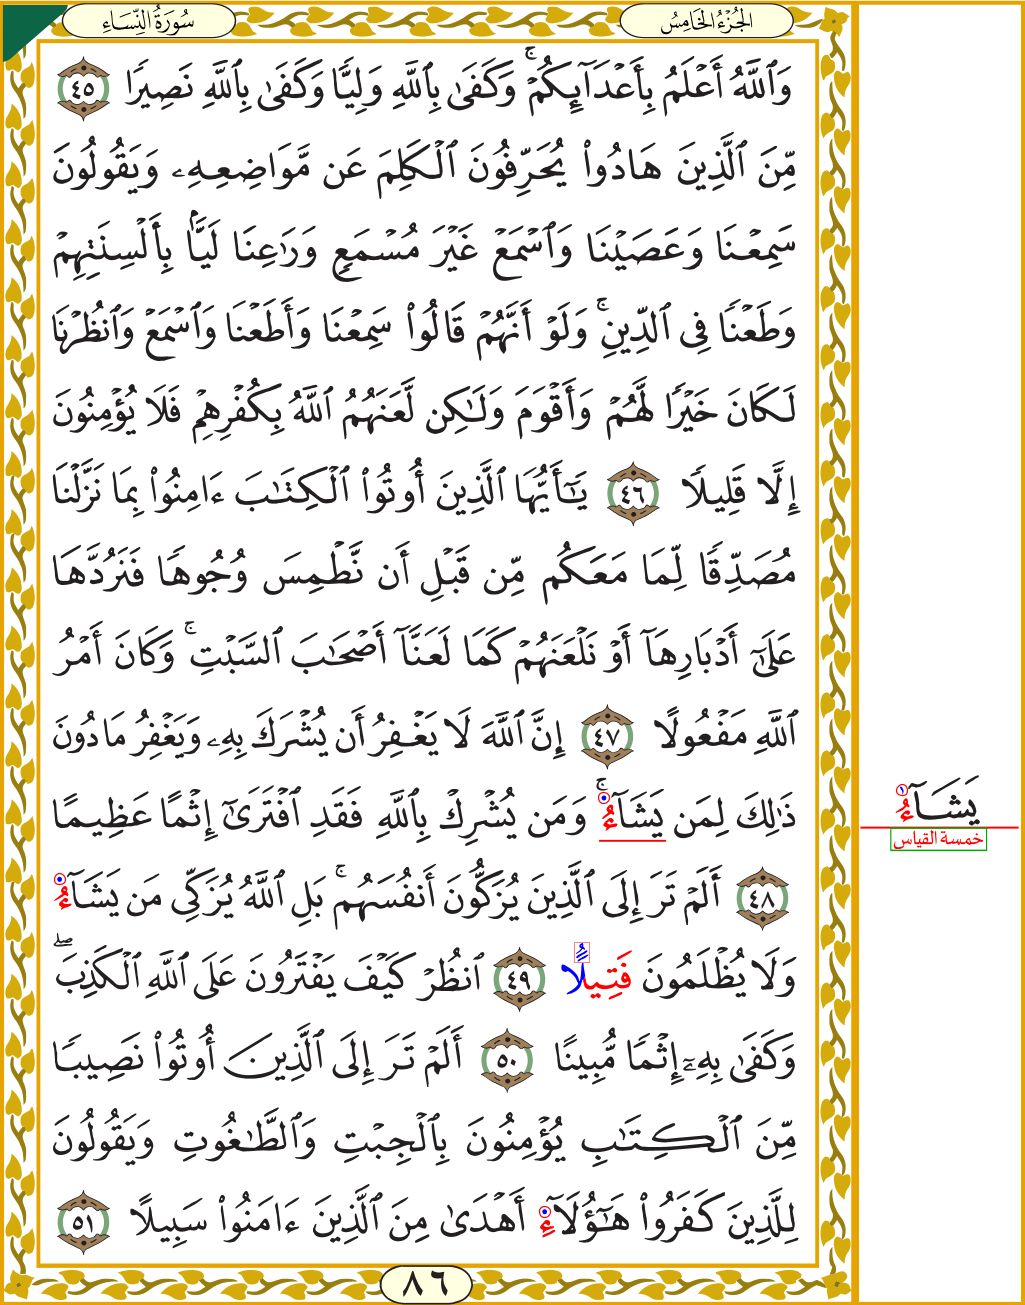 سُورَةُ النِّسَاءِ
الجُزْءُ الخَامِسُ
وَٱللَّهُ أَعْلَمُ بِأَعْدَآئِكُمْۚ وَكَفَىٰ بِٱللَّهِ وَلِيًّا وَكَفَىٰ بِٱللَّهِ نَصِيرًا ٤٥
مِّنَ ٱلَّذِينَ هَادُوا۟ يُحَرِّفُونَ ٱلْكَلِمَ عَن مَّوَاضِعِهِۦ وَيَقُولُونَ
سَمِعْنَا وَعَصَيْنَا وَٱسْمَعْ غَيْرَ مُسْمَعٍ وَرَٰعِنَا لَيًّۢا بِأَلْسِنَتِهِمْ
وَطَعْنًا فِى ٱلدِّينِۚ وَلَوْ أَنَّهُمْ قَالُوا۟ سَمِعْنَا وَأَطَعْنَا وَٱسْمَعْ وَٱنظُرْنَا
لَكَانَ خَيْرًا لَّهُمْ وَأَقْوَمَ وَلَٰكِن لَّعَنَهُمُ ٱللَّهُ بِكُفْرِهِمْ فَلَا يُؤْمِنُونَ
إِلَّا قَلِيلًا ٤٦ يَٰٓأَيُّهَا ٱلَّذِينَ أُوتُوا۟ ٱلْكِتَٰبَ ءَامِنُوا۟ بِمَا نَزَّلْنَا
مُصَدِّقًا لِّمَا مَعَكُم مِّن قَبْلِ أَن نَّطْمِسَ وُجُوهًا فَنَرُدَّهَا
عَلَىٰٓ أَدْبَارِهَآ أَوْ نَلْعَنَهُمْ كَمَا لَعَنَّآ أَصْحَٰبَ ٱلسَّبْتِۚ وَكَانَ أَمْرُ
ٱللَّهِ مَفْعُولًا ٤٧ إِنَّ ٱللَّهَ لَا يَغْفِرُ أَن يُشْرَكَ بِهِۦ وَيَغْفِرُ مَا دُونَ
ذَٰلِكَ لِمَن يَشَآءُۚ وَمَن يُشْرِكْ بِٱللَّهِ فَقَدِ ٱفْتَرَىٰٓ إِثْمًا عَظِيمًا
٤٨ أَلَمْ تَرَ إِلَى ٱلَّذِينَ يُزَكُّونَ أَنفُسَهُمۚ بَلِ ٱللَّهُ يُزَكِّى مَن يَشَآءُ
وَلَا يُظْلَمُونَ فَتِيلًا ٤٩ ٱنظُرْ كَيْفَ يَفْتَرُونَ عَلَى ٱللَّهِ ٱلْكَذِبَۖ
وَكَفَىٰ بِهِۦٓ إِثْمًا مُّبِينًا ٥٠ أَلَمْ تَرَ إِلَى ٱلَّذِينَ أُوتُوا۟ نَصِيبًا
مِّنَ ٱلْكِتَٰبِ يُؤْمِنُونَ بِٱلْجِبْتِ وَٱلطَّٰغُوتِ وَيَقُولُونَ
لِلَّذِينَ كَفَرُوا۟ هَٰٓؤُلَآءِ أَهْدَىٰ مِنَ ٱلَّذِينَ ءَامَنُوا۟ سَبِيلًا ٥١
٨٦
يَشَآءُ ١
خمسة القياس